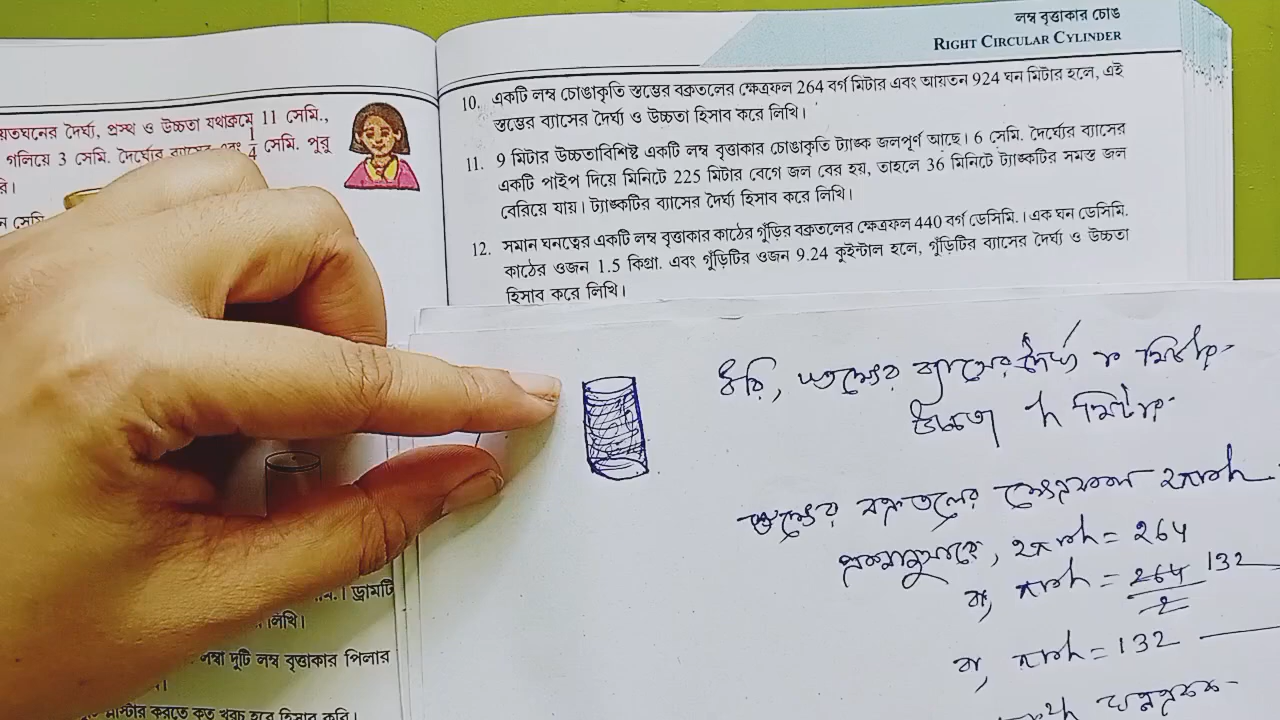 লম্ব বৃত্তাকার চোঙ
RIGHT CIRCULAR CYLINDER
10. একটি লম্ব চোঙাকৃতি স্তম্ভের বক্রতলের ক্ষেত্রফল 264 বর্গ মিটার এবং আয়তন 924 ঘন মিটার হলে, এই
স্তম্ভের ব্যাসের দৈর্ঘ্য ও উচ্চতা হিসাব করে লিখি।
11. 9 মিটার উচ্চতাবিশিষ্ট একটি লম্ব বৃত্তাকার চোঙাকৃতি ট্যাঙ্ক জলপূর্ণ আছে। 6 সেমি. দৈর্ঘ্যের ব্যাসের
একটি পাইপ দিয়ে মিনিটে 225 মিটার বেগে জল বের হয়, তাহলে 36 মিনিটে ট্যাঙ্কটির সমস্ত জল
বেরিয়ে যায়। ট্যাঙ্কটির ব্যাসের দৈর্ঘ্য হিসাব করে লিখি।
12. সমান ঘনত্বের একটি লম্ব বৃত্তাকার কাঠের গুঁড়ির বক্রতলের ক্ষেত্রফল 440 বর্গ ডেসিমি.। এক ঘন ডেসিমি.
কাঠের ওজন 1.5 কিগ্রা. এবং গুঁড়িটির ওজন 9.24 কুইন্টাল হলে, গুঁড়িটির ব্যাসের দৈর্ঘ্য ও উচ্চতা
হিসাব করে লিখি।
দৈর্ঘ্য, প্রস্থ ও উচ্চতা যথাক্রমে 11 সেমি.,
গলিয়ে 3 সেমি. দৈর্ঘ্যের ব্যাসের 1/4 সেমি. পুরু
ড্রামটি
লিখি।
লম্বা দুটি লম্ব বৃত্তাকার পিলার
করতে কত খরচ হবে হিসাব করি।
ধরি, স্তম্ভের ব্যাসের দৈর্ঘ্য r মিটার
উচ্চতা h মিটার
স্তম্ভের বক্রতলের ক্ষেত্রফল 2πrh
প্রশ্নানুসারে, 2πrh = 264
বা, πrh = 264/2 132
বা, πrh = 132